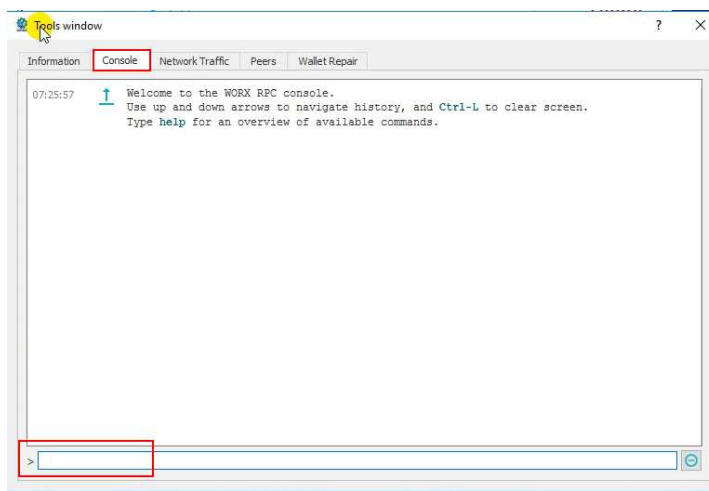 Tools window
?
Information Console Network Traffic Peers Wallet Repair
07:25:57 Welcome to the WORX RPC console.
Use up and down arrows to navigate history, and Ctrl-L to clear screen.
Type help for an overview of available commands.
>